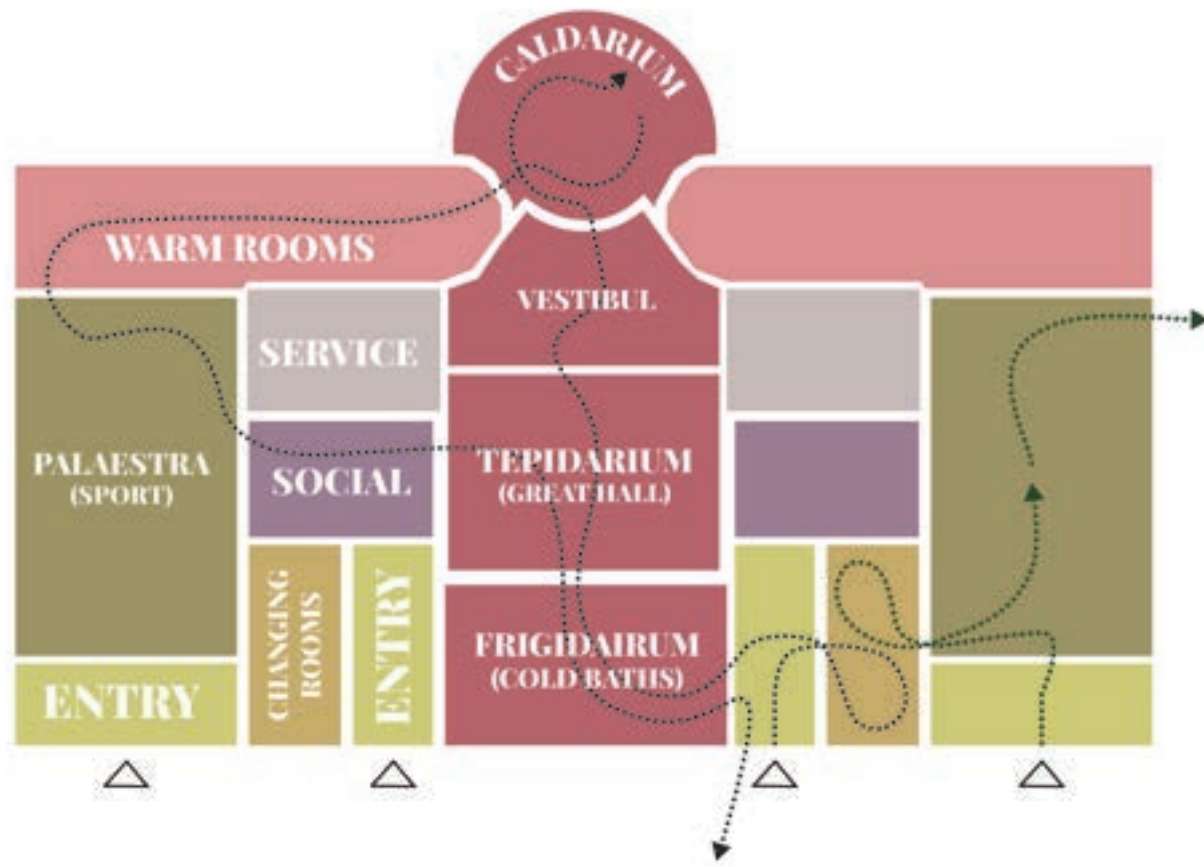 CALDARIUM
WARM ROOMS
VESTIBUL
SERVICE
PALAESTRA
(SPORT)
SOCIAL
TEPIDARIUM
(GREAT HALL)
CHANGING
ROOMS
ENTRY
FRIGIDAIRUM
(COLD BATHS)
ENTRY